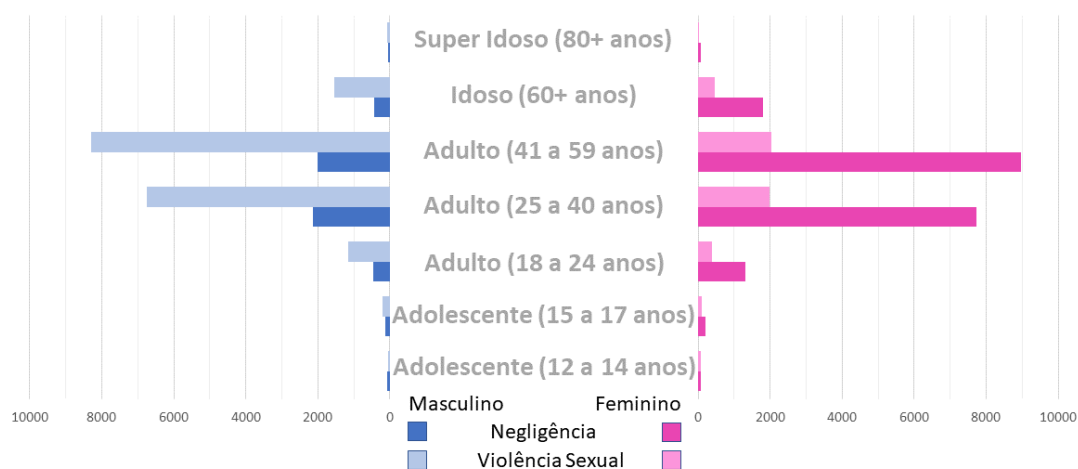 Super Idoso (80+ anos)
Idoso (60+ anos)
Adulto (41 a 59 anos)
Adulto (25 a 40 anos)
Adulto (18 a 24 anos)
Adolescente (15 a 17 anos)
Adolescente (12 a 14 anos)
10000 8000 6000 4000 2000 0 0 2000 4000 6000 8000 10000
Masculino Feminino
Negligência
Violência Sexual